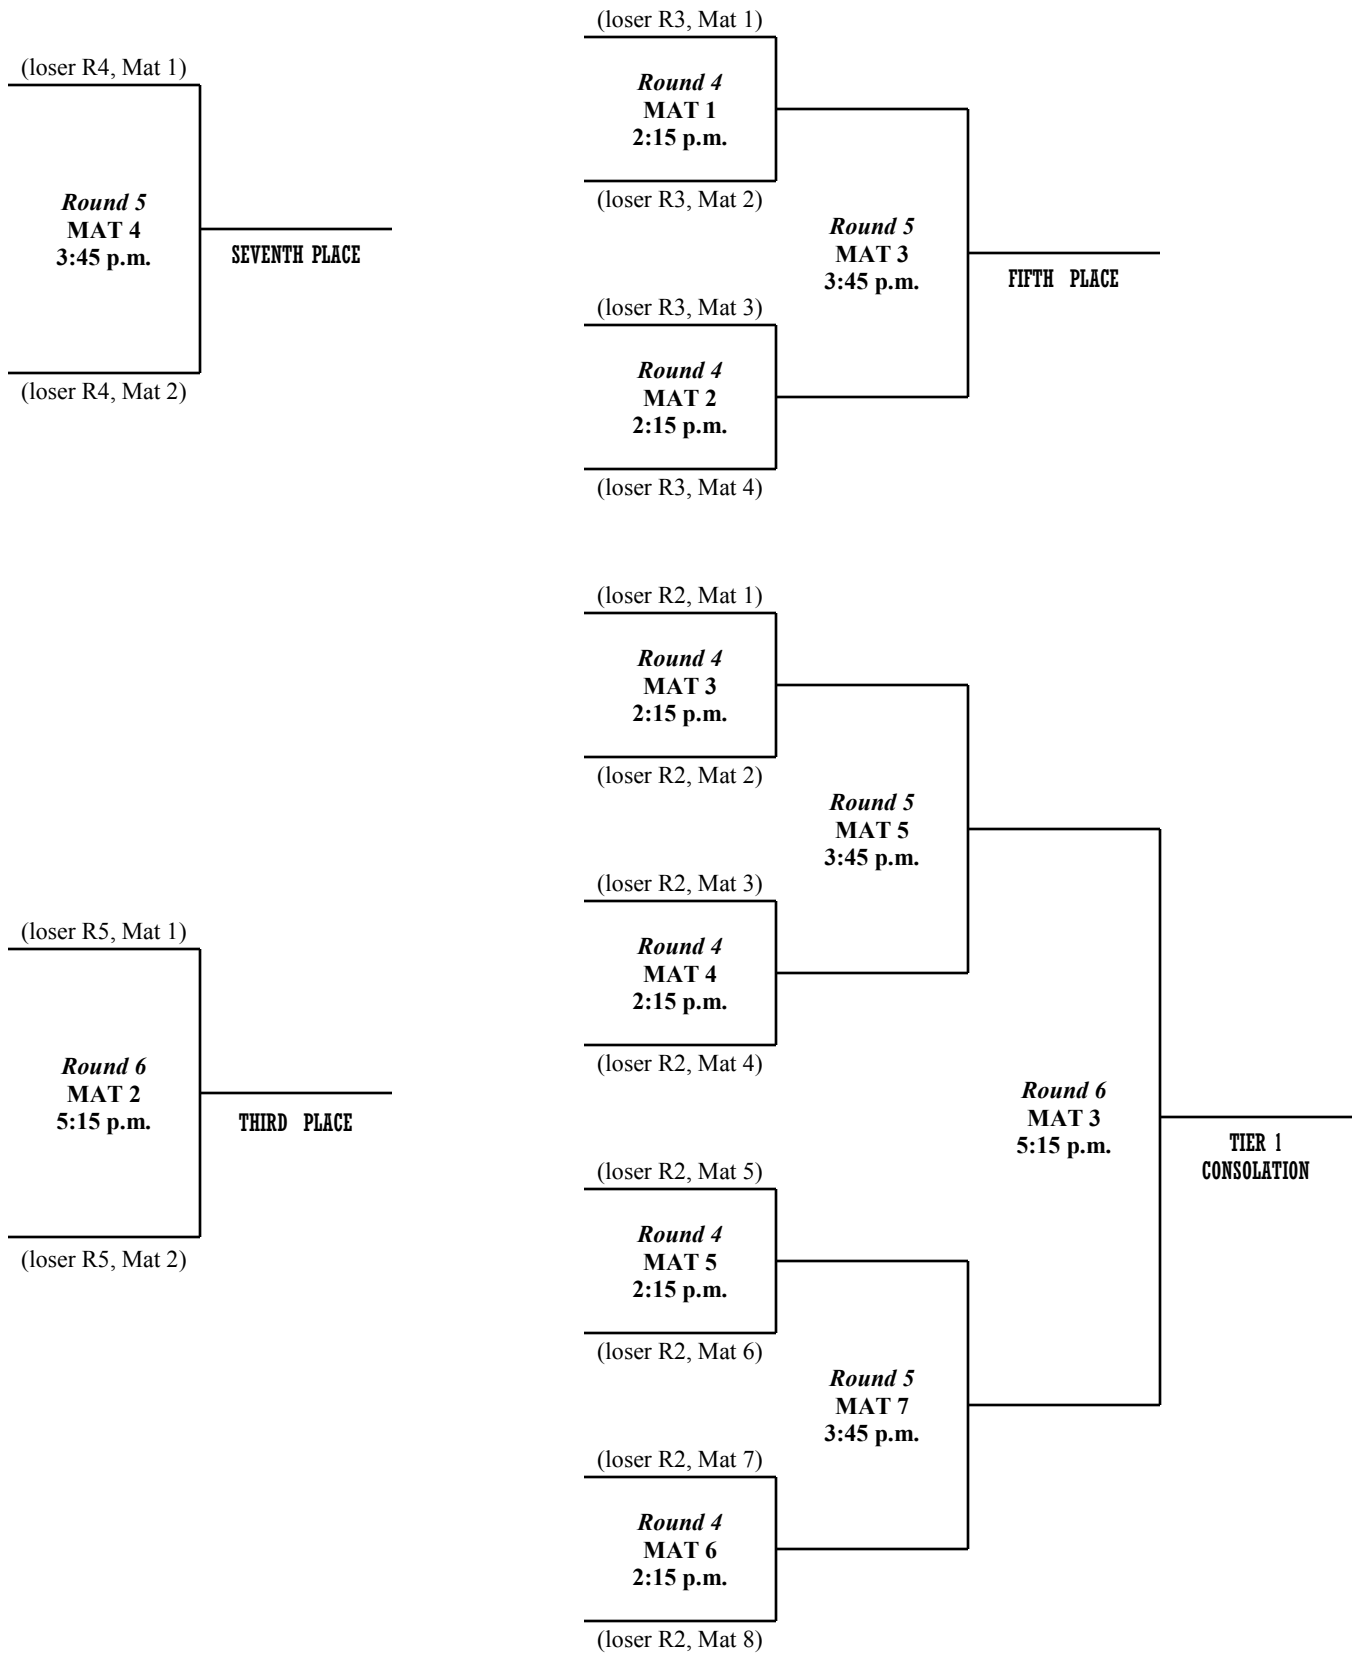 (loser R4, Mat 1)
Round 5
MAT 4
3:45 p.m.
SEVENTH PLACE
(loser R4, Mat 2)
(loser R3, Mat 1)
Round 4
MAT 1
2:15 p.m.
(loser R3, Mat 2)
Round 5
MAT 3
3:45 p.m.
FIFTH PLACE
(loser R3, Mat 3)
Round 4
MAT 2
2:15 p.m.
(loser R3, Mat 4)
(loser R5, Mat 1)
Round 6
MAT 2
5:15 p.m.
THIRD PLACE
(loser R5, Mat 2)
(loser R2, Mat 1)
Round 4
MAT 3
2:15 p.m.
(loser R2, Mat 2)
Round 5
MAT 5
3:45 p.m.
(loser R2, Mat 3)
Round 4
MAT 4
2:15 p.m.
(loser R2, Mat 4)
Round 6
MAT 3
5:15 p.m.
TIER 1
CONSOLATION
(loser R2, Mat 5)
Round 4
MAT 5
2:15 p.m.
(loser R2, Mat 6)
Round 5
MAT 7
3:45 p.m.
(loser R2, Mat 7)
Round 4
MAT 6
2:15 p.m.
(loser R2, Mat 8)